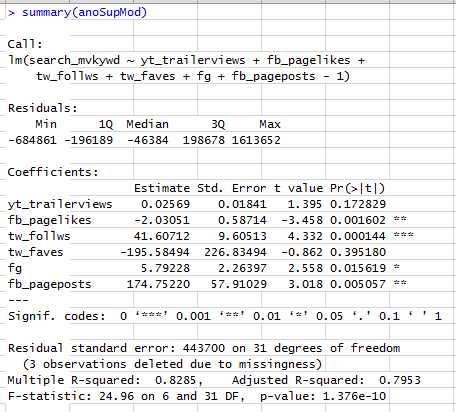 > summary(anoSupMod)
Call:
lm(search_mvkywd ~ yt_trailerviews + fb_pagelikes +
    tw_follws + tw_faves + fg + fb_pageposts - 1)
Residuals:
    Min      1Q  Median      3Q     Max
-684861 -196189  -46384  198678 1613652
Coefficients:
                 Estimate Std. Error t value Pr(>|t|)
yt_trailerviews   0.02569    0.01841   1.395 0.172829
fb_pagelikes     -2.03051    0.58714  -3.458 0.001602 **
tw_follws        41.60712    9.60513   4.332 0.000144 ***
tw_faves       -195.58494  226.83494  -0.862 0.395180
fg                5.79228    2.26397   2.558 0.015619 *
fb_pageposts    174.75220   57.91029   3.018 0.005057 **
---
Signif. codes:  0 ‘***’ 0.001 ‘**’ 0.01 ‘*’ 0.05 ‘.’ 0.1 ‘ ’ 1
Residual standard error: 443700 on 31 degrees of freedom
  (3 observations deleted due to missingness)
Multiple R-squared:  0.8285,    Adjusted R-squared:  0.7953
F-statistic: 24.96 on 6 and 31 DF,  p-value: 1.376e-10